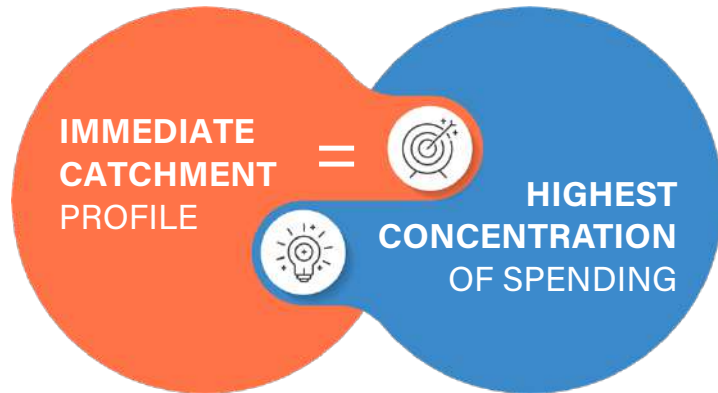 IMMEDIATE
CATCHMENT
PROFILE
=
HIGHEST
CONCENTRATION
OF SPENDING